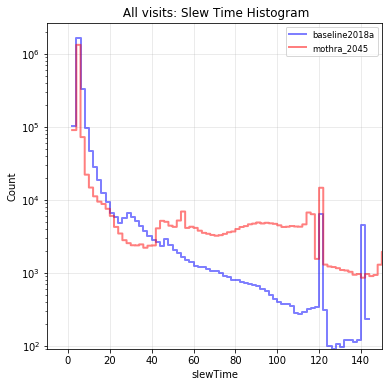 All visits: Slew Time Histogram
baseline2018a
mothra_2045
Count
10⁶
10⁵
10⁴
10³
10²
0 20 40 60 80 100 120 140
slewTime